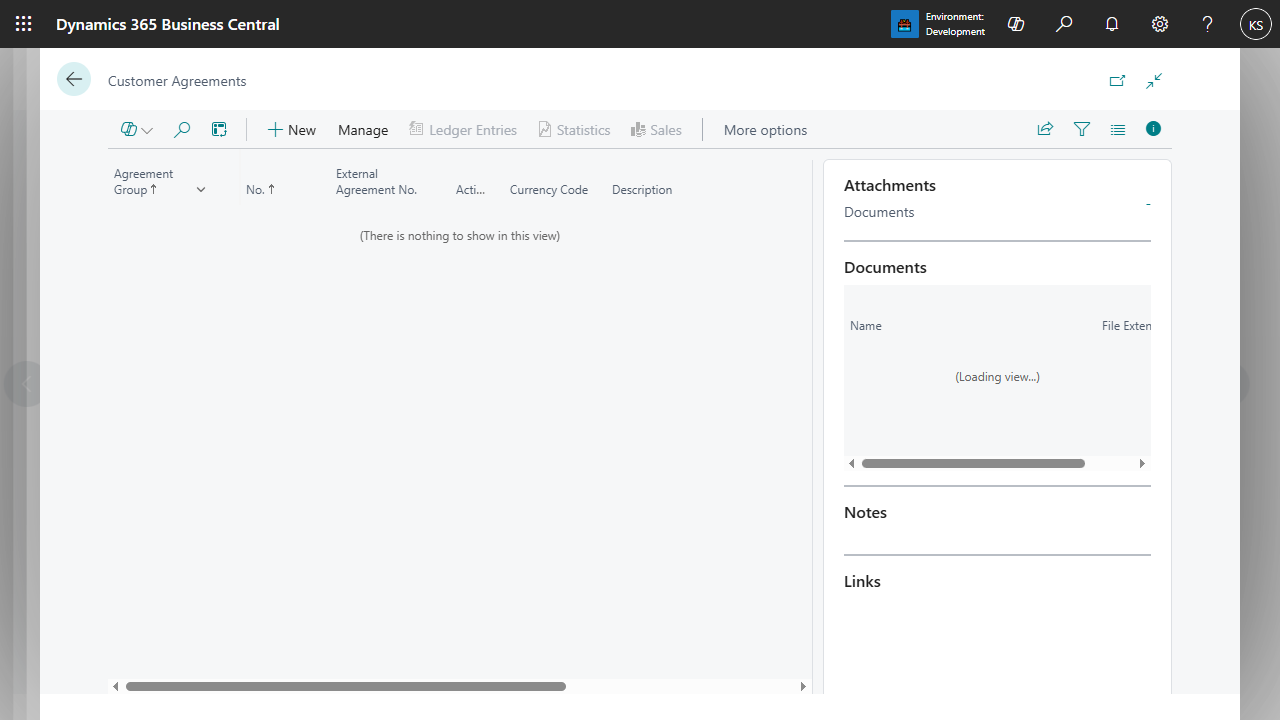 Dynamics 365 Business Central
Environment:
Development
KS
Customer Agreements
New
Manage
Ledger Entries
Statistics
Sales
More options
Agreement
Group ↑
No. ↑
External
Agreement No.
Acti...
Currency Code
Description
(There is nothing to show in this view)
Attachments
Documents
-
Documents
Name
File Exten
(Loading view...)
Notes
Links